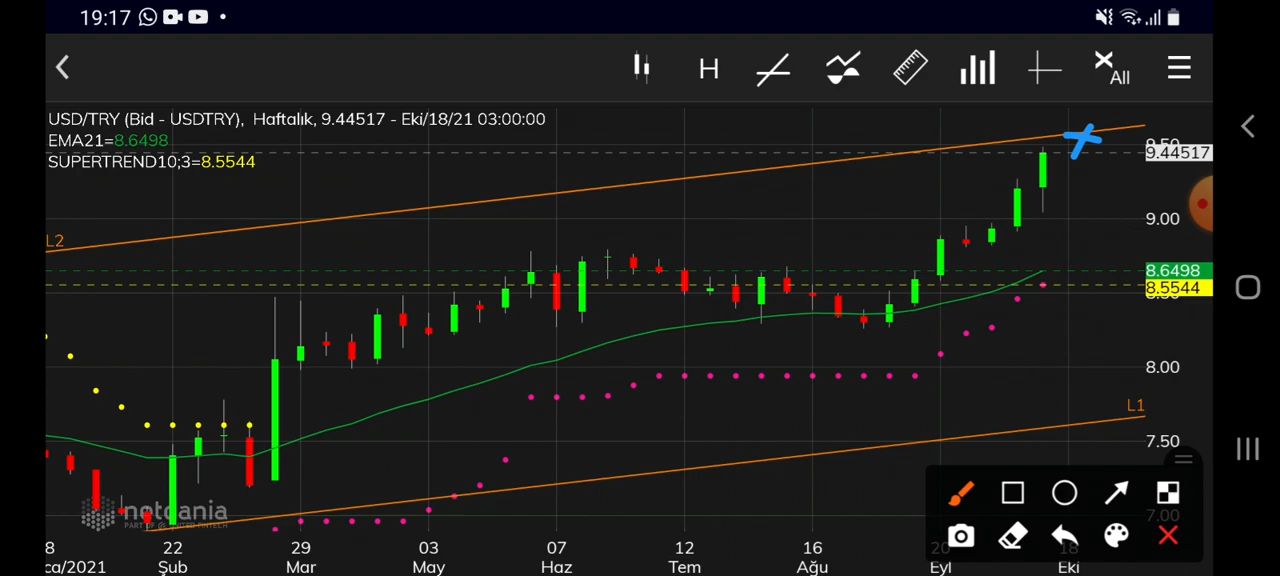 19:17
H
All
USD/TRY (Bid - USDTRY), Haftalık, 9.44517 - Eki/18/21 03:00:00
EMA21=8.6498
SUPERTREND10;3=8.5544
9.44517
L2
9.00
8.6498
8.5544
8.00
L1
7.50
netdania
7.00
8 22 29 03 07 12 16 20 18
ca/2021 Şub Mar May Haz Tem Ağu Eyl Eki